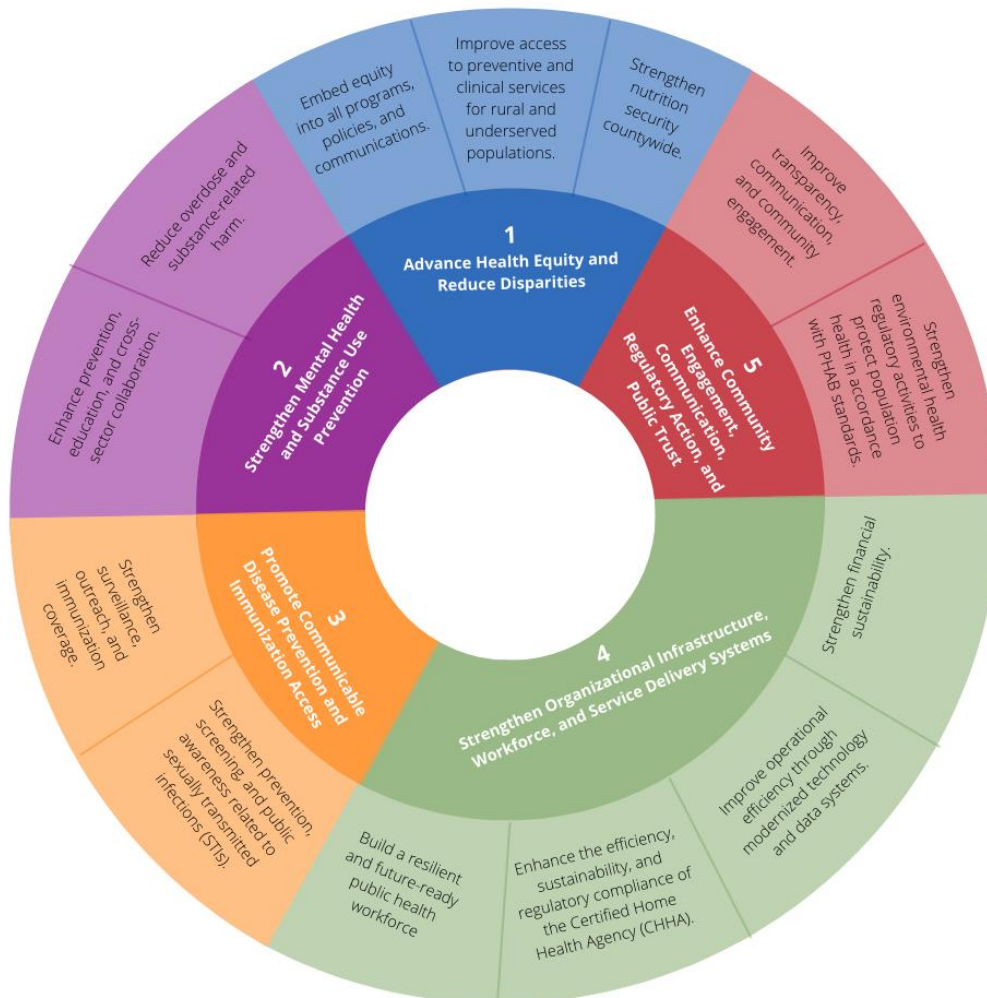 1
Advance Health Equity and
Reduce Disparities
Embed equity
into all programs,
policies, and
communications.
Improve access
to preventive and
clinical services
for rural and
underserved
populations.
Strengthen
nutrition
security
countywide.
2
Strengthen Mental Health
and Substance Use
Prevention
Reduce overdose and
substance-related
harm.
Enhance prevention,
education, and cross-
sector collaboration.
3
Promote Communicable
Disease Prevention and
Immunization Access
Strengthen
surveillance,
outreach, and
immunization
coverage.
Strengthen prevention,
screening, and public
awareness related to
sexually transmitted
infections (STIs).
4
Strengthen Organizational Infrastructure,
Workforce, and Service Delivery Systems
Build a resilient
and future-ready
public health
workforce
Enhance the efficiency,
sustainability, and
regulatory compliance of
the Certified Home
Health Agency (CHHA).
Improve operational
efficiency through
modernized technology
and data systems.
Strengthen financial
sustainability.
5
Enhance Community
Engagement,
Communication,
Regulatory Action, and
Public Trust
Improve
transparency,
communication,
and community
engagement.
Strengthen
environmental health
regulatory activities to
protect population
health in accordance
with PHAB standards.